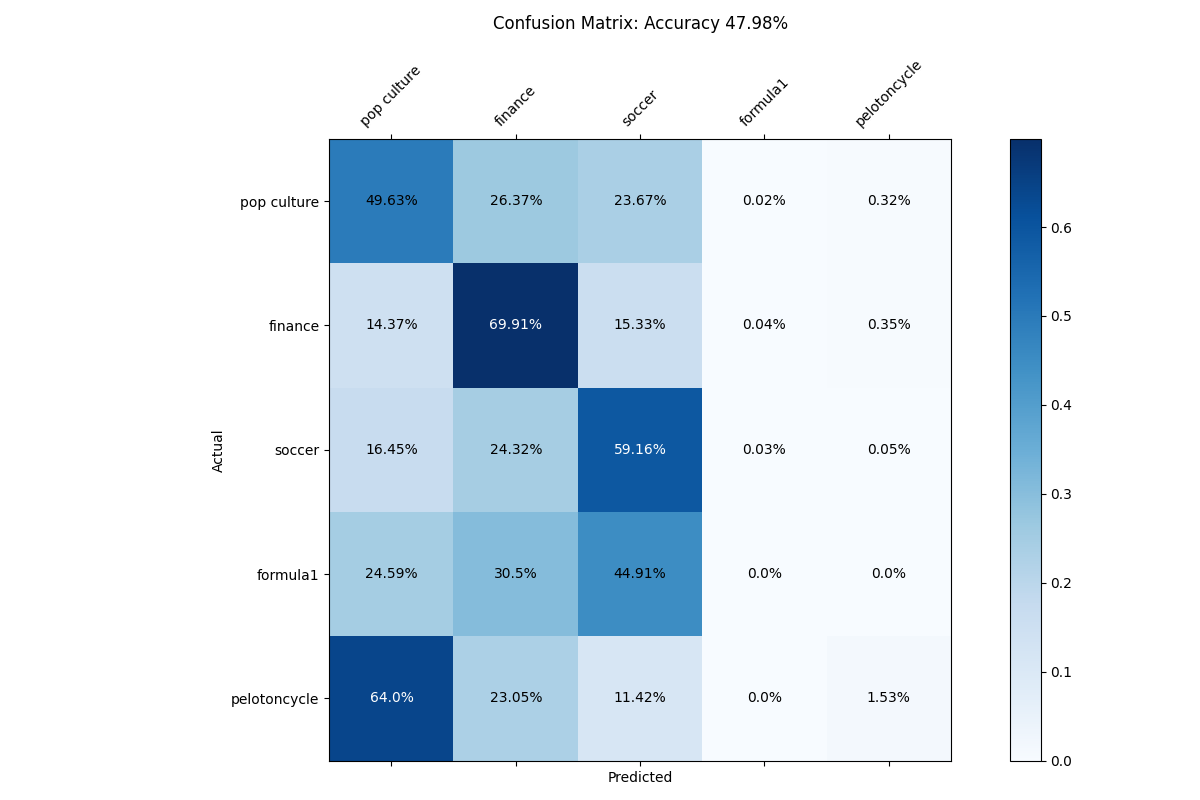 Confusion Matrix: Accuracy 47.98%
pop culture finance soccer formula1 pelotoncycle
pop culture 49.63% 26.37% 23.67% 0.02% 0.32%
finance 14.37% 69.91% 15.33% 0.04% 0.35%
soccer 16.45% 24.32% 59.16% 0.03% 0.05%
formula1 24.59% 30.5% 44.91% 0.0% 0.0%
pelotoncycle 64.0% 23.05% 11.42% 0.0% 1.53%
Actual
Predicted
0.6
0.5
0.4
0.3
0.2
0.1
0.0